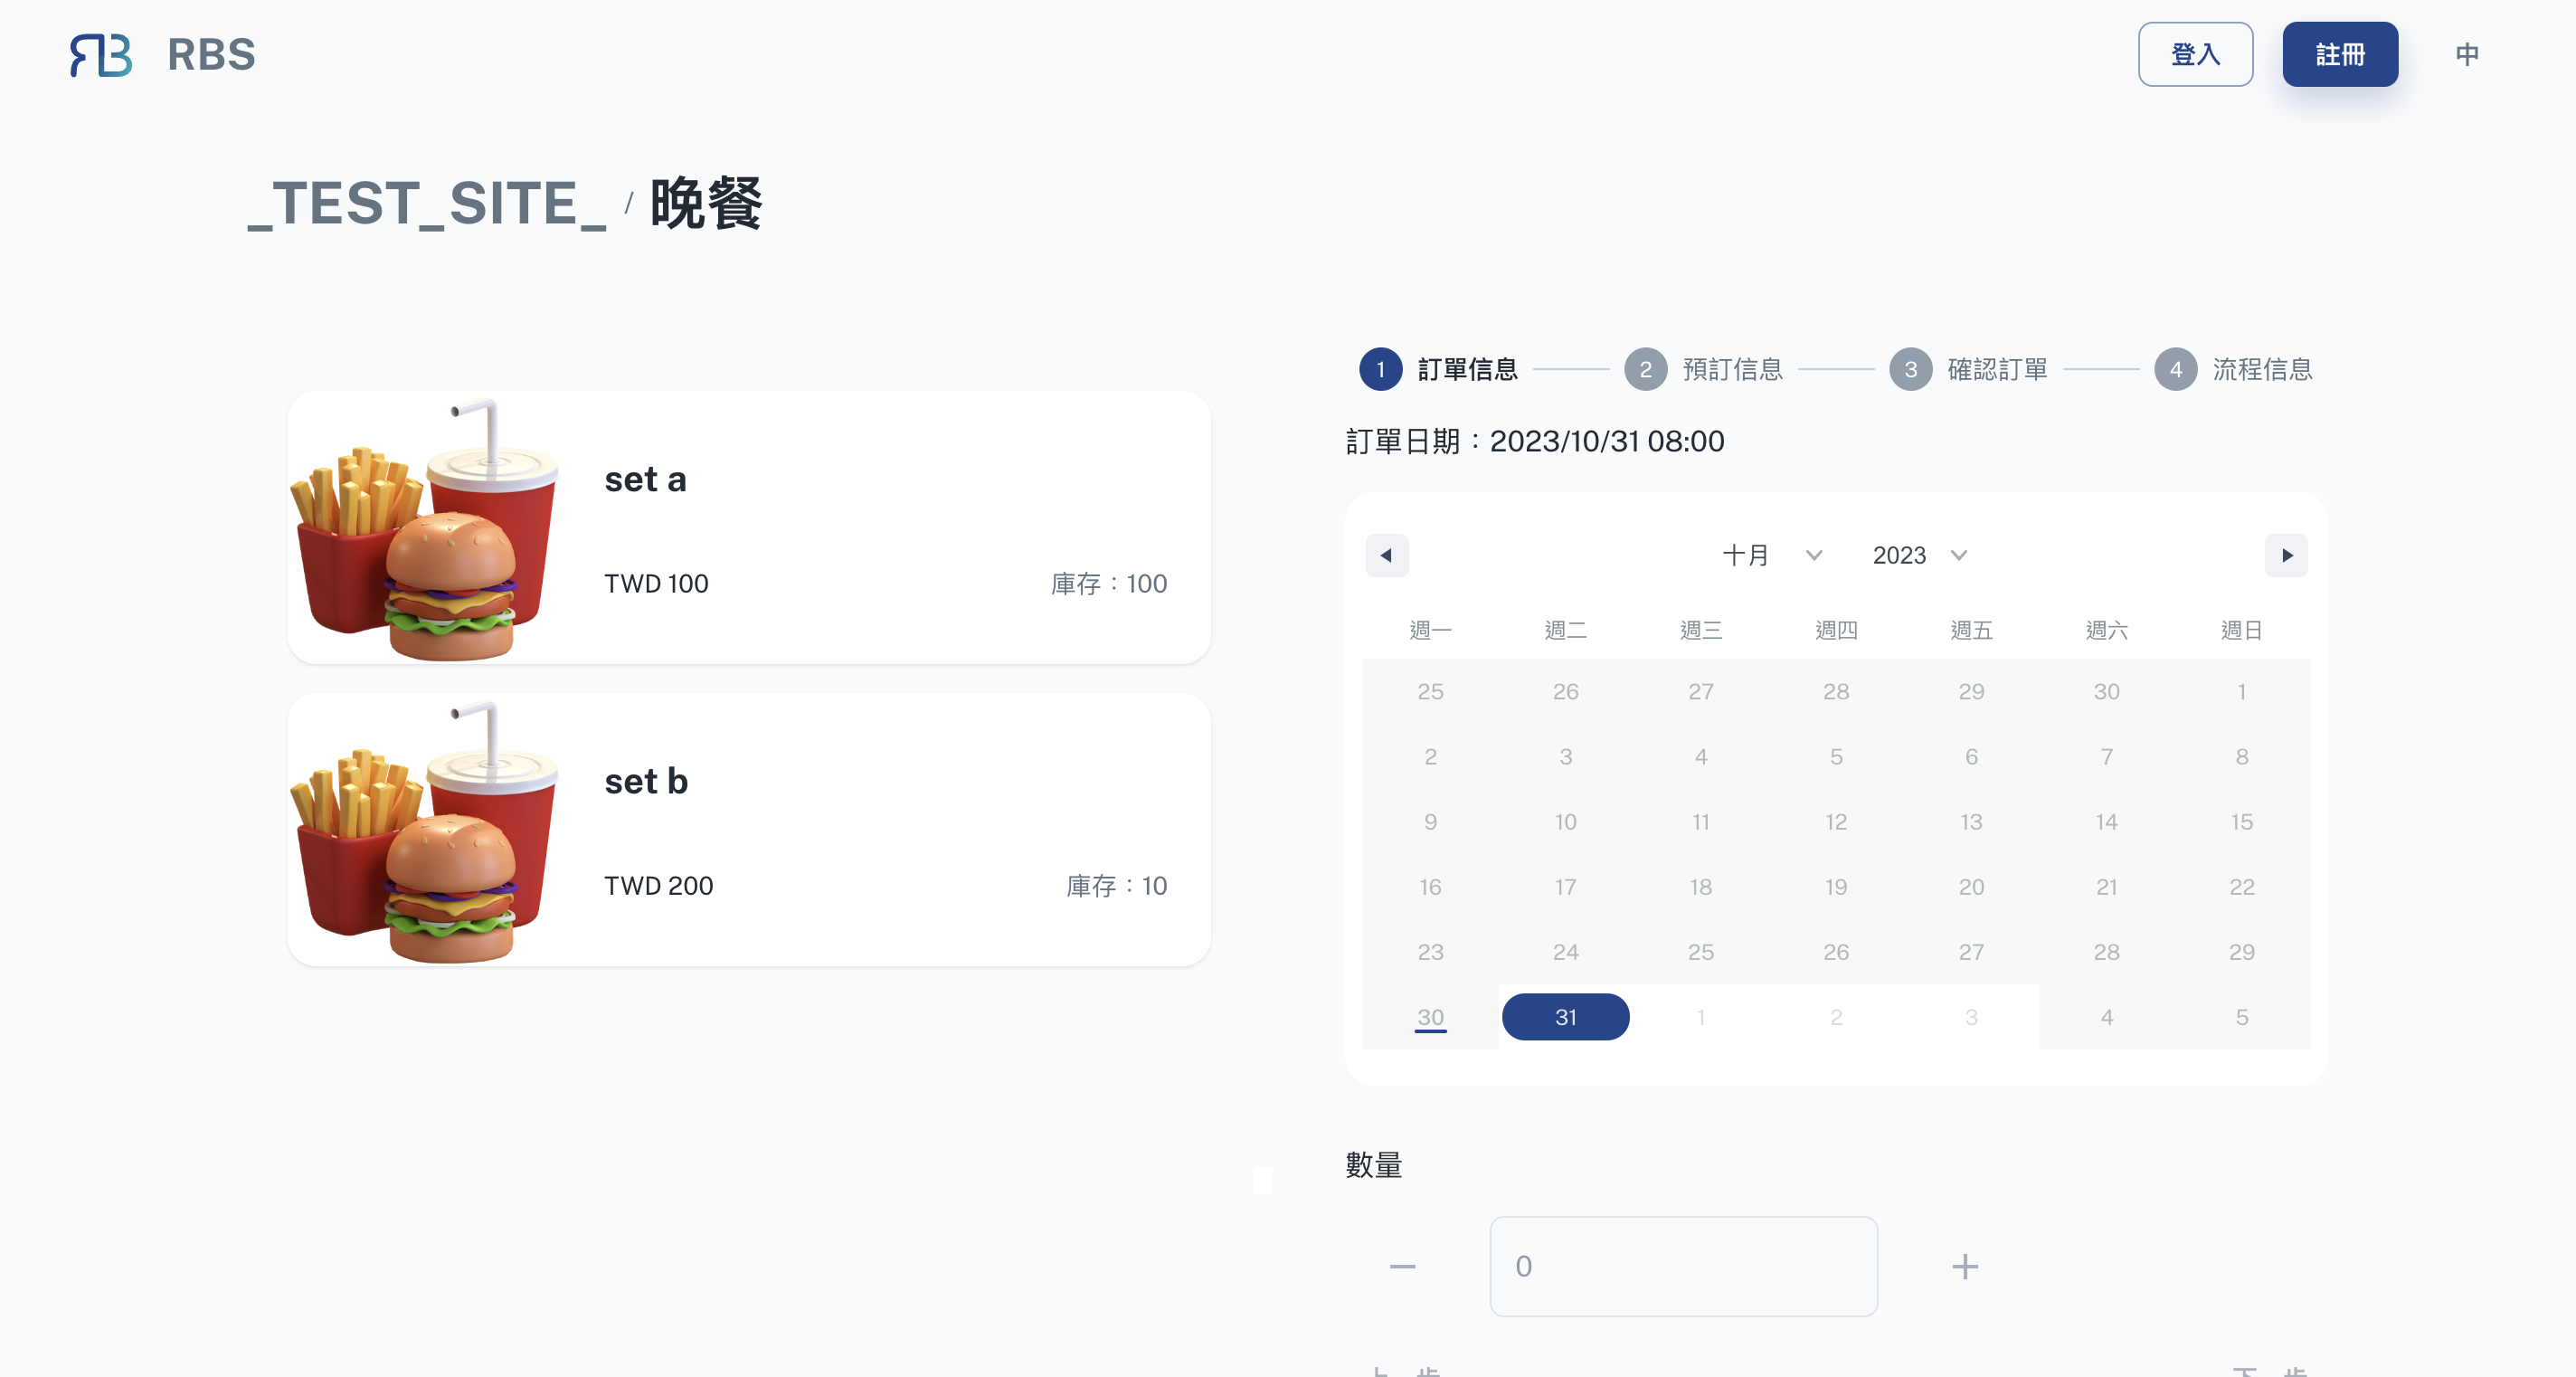 RB RBS 登入 註冊 中
_TEST_SITE_ / 晚餐
set a
TWD 100 庫存：100
set b
TWD 200 庫存：10
1 訂單信息 2 預訂信息 3 確認訂單 4 流程信息
訂單日期：2023/10/31 08:00
十月 2023
週一 週二 週三 週四 週五 週六 週日
25 26 27 28 29 30 1
2 3 4 5 6 7 8
9 10 11 12 13 14 15
16 17 18 19 20 21 22
23 24 25 26 27 28 29
30 31 1 2 3 4 5
數量
0